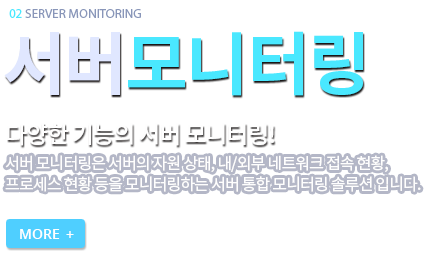 02 SERVER MONITORING
서버모니터링
다양한 기능의 서버 모니터링!
서버 모니터링은 서버의 자원 상태, 내/외부 네트워크 접속 현황,
프로세스 현황 등을 모니터링하는 서버 통합 모니터링 솔루션 입니다.
MORE +